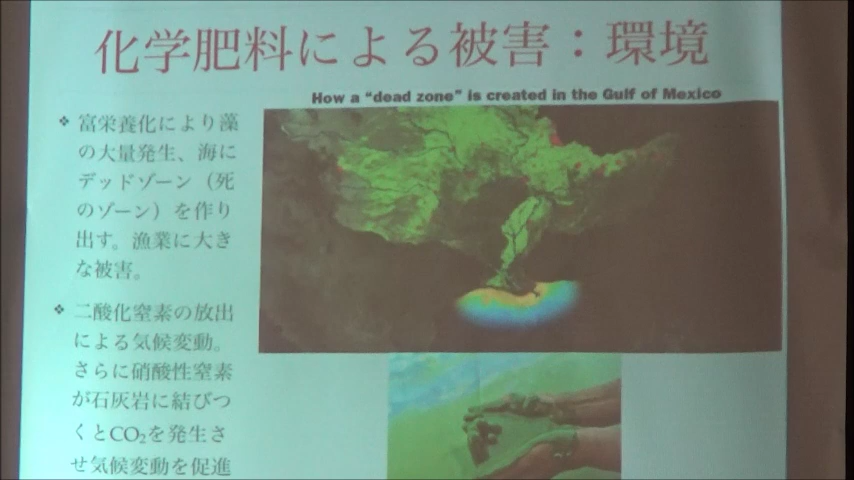 化学肥料による被害：環境
How a “dead zone” is created in the Gulf of Mexico
❖ 富栄養化により藻
の大量発生、海に
デッドゾーン（死
のゾーン）を作り
出す。漁業に大き
な被害。
❖ 二酸化窒素の放出
による気候変動。
さらに硝酸性窒素
が石灰岩に結びつ
くとCO₂を発生さ
せ気候変動を促進